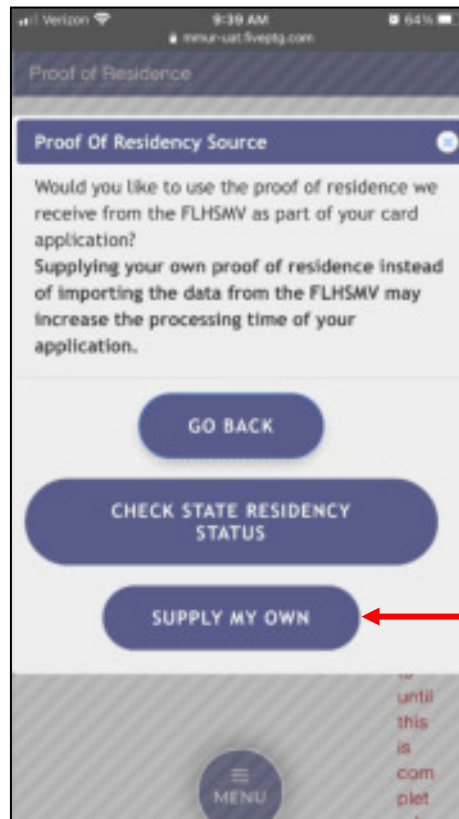 Verizon 9:39 AM 64%
mmur-uat.fiveptg.com
Proof of Residence
Proof Of Residency Source
Would you like to use the proof of residence we
receive from the FLHSMV as part of your card
application?
Supplying your own proof of residence instead
of importing the data from the FLHSMV may
increase the processing time of your
application.
GO BACK
CHECK STATE RESIDENCY
STATUS
SUPPLY MY OWN
until
this
is
com
plet
MENU